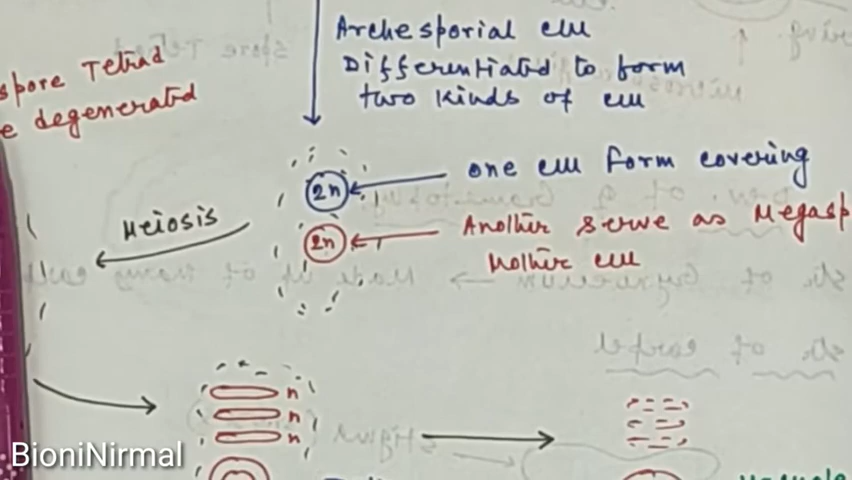 Archesporial cell
Differentiated to form
two kinds of cell
spore Tetrad
e degenerated
2n
one cell form covering
Meiosis
2n
Another serve as Megasp
Mother cell
n
n
n
BioniNirmal